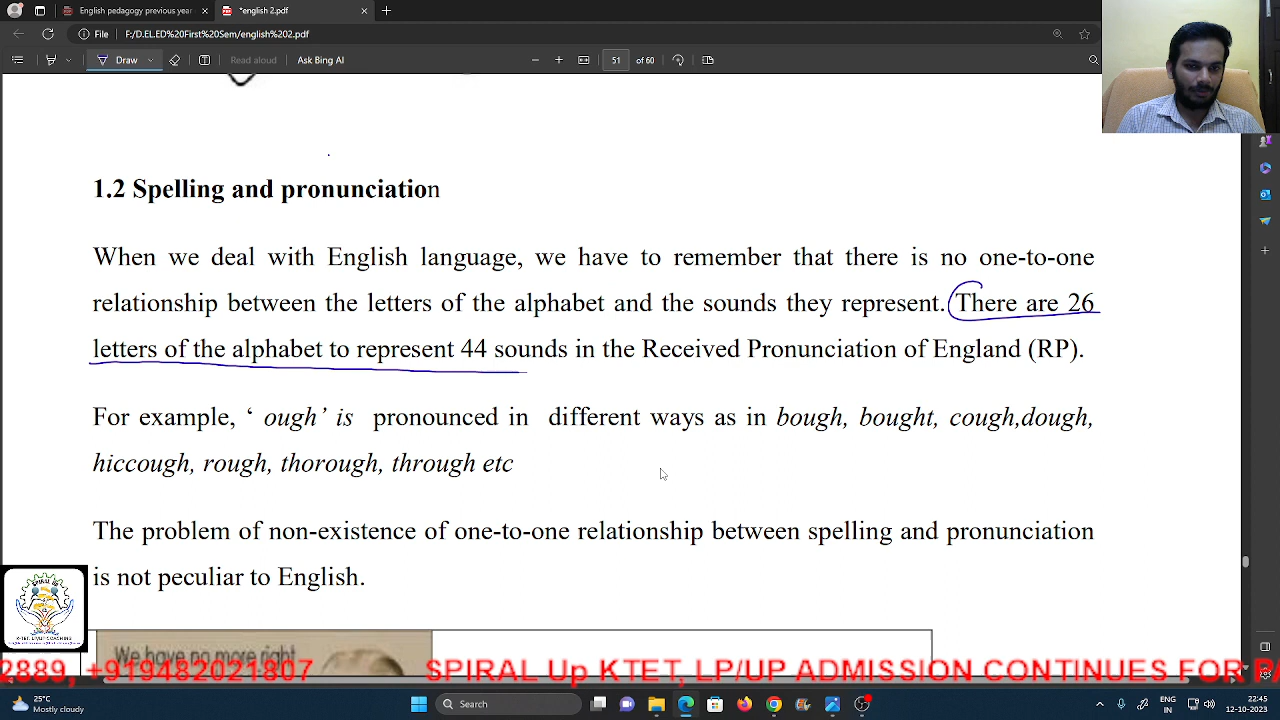 English pedagogy previous year
*english 2.pdf
File
F:/D.EL.ED%20First%20Sem/english%202.pdf
Draw
Read aloud
Ask Bing AI
51
of 60
1.2 Spelling and pronunciation
When we deal with English language, we have to remember that there is no one-to-one
relationship between the letters of the alphabet and the sounds they represent. There are 26
letters of the alphabet to represent 44 sounds in the Received Pronunciation of England (RP).
For example, ‘ ough’ is pronounced in different ways as in bough, bought, cough,dough,
hiccough, rough, thorough, through etc
The problem of non-existence of one-to-one relationship between spelling and pronunciation
is not peculiar to English.
SPIRAL UP
K-TET, LP/UP COACHING
We have no more right
2889, +919482021807
SPIRAL Up KTET, LP/UP ADMISSION CONTINUES FOR
25°C
Mostly cloudy
Search
ENG
IN
22:45
12-10-2023